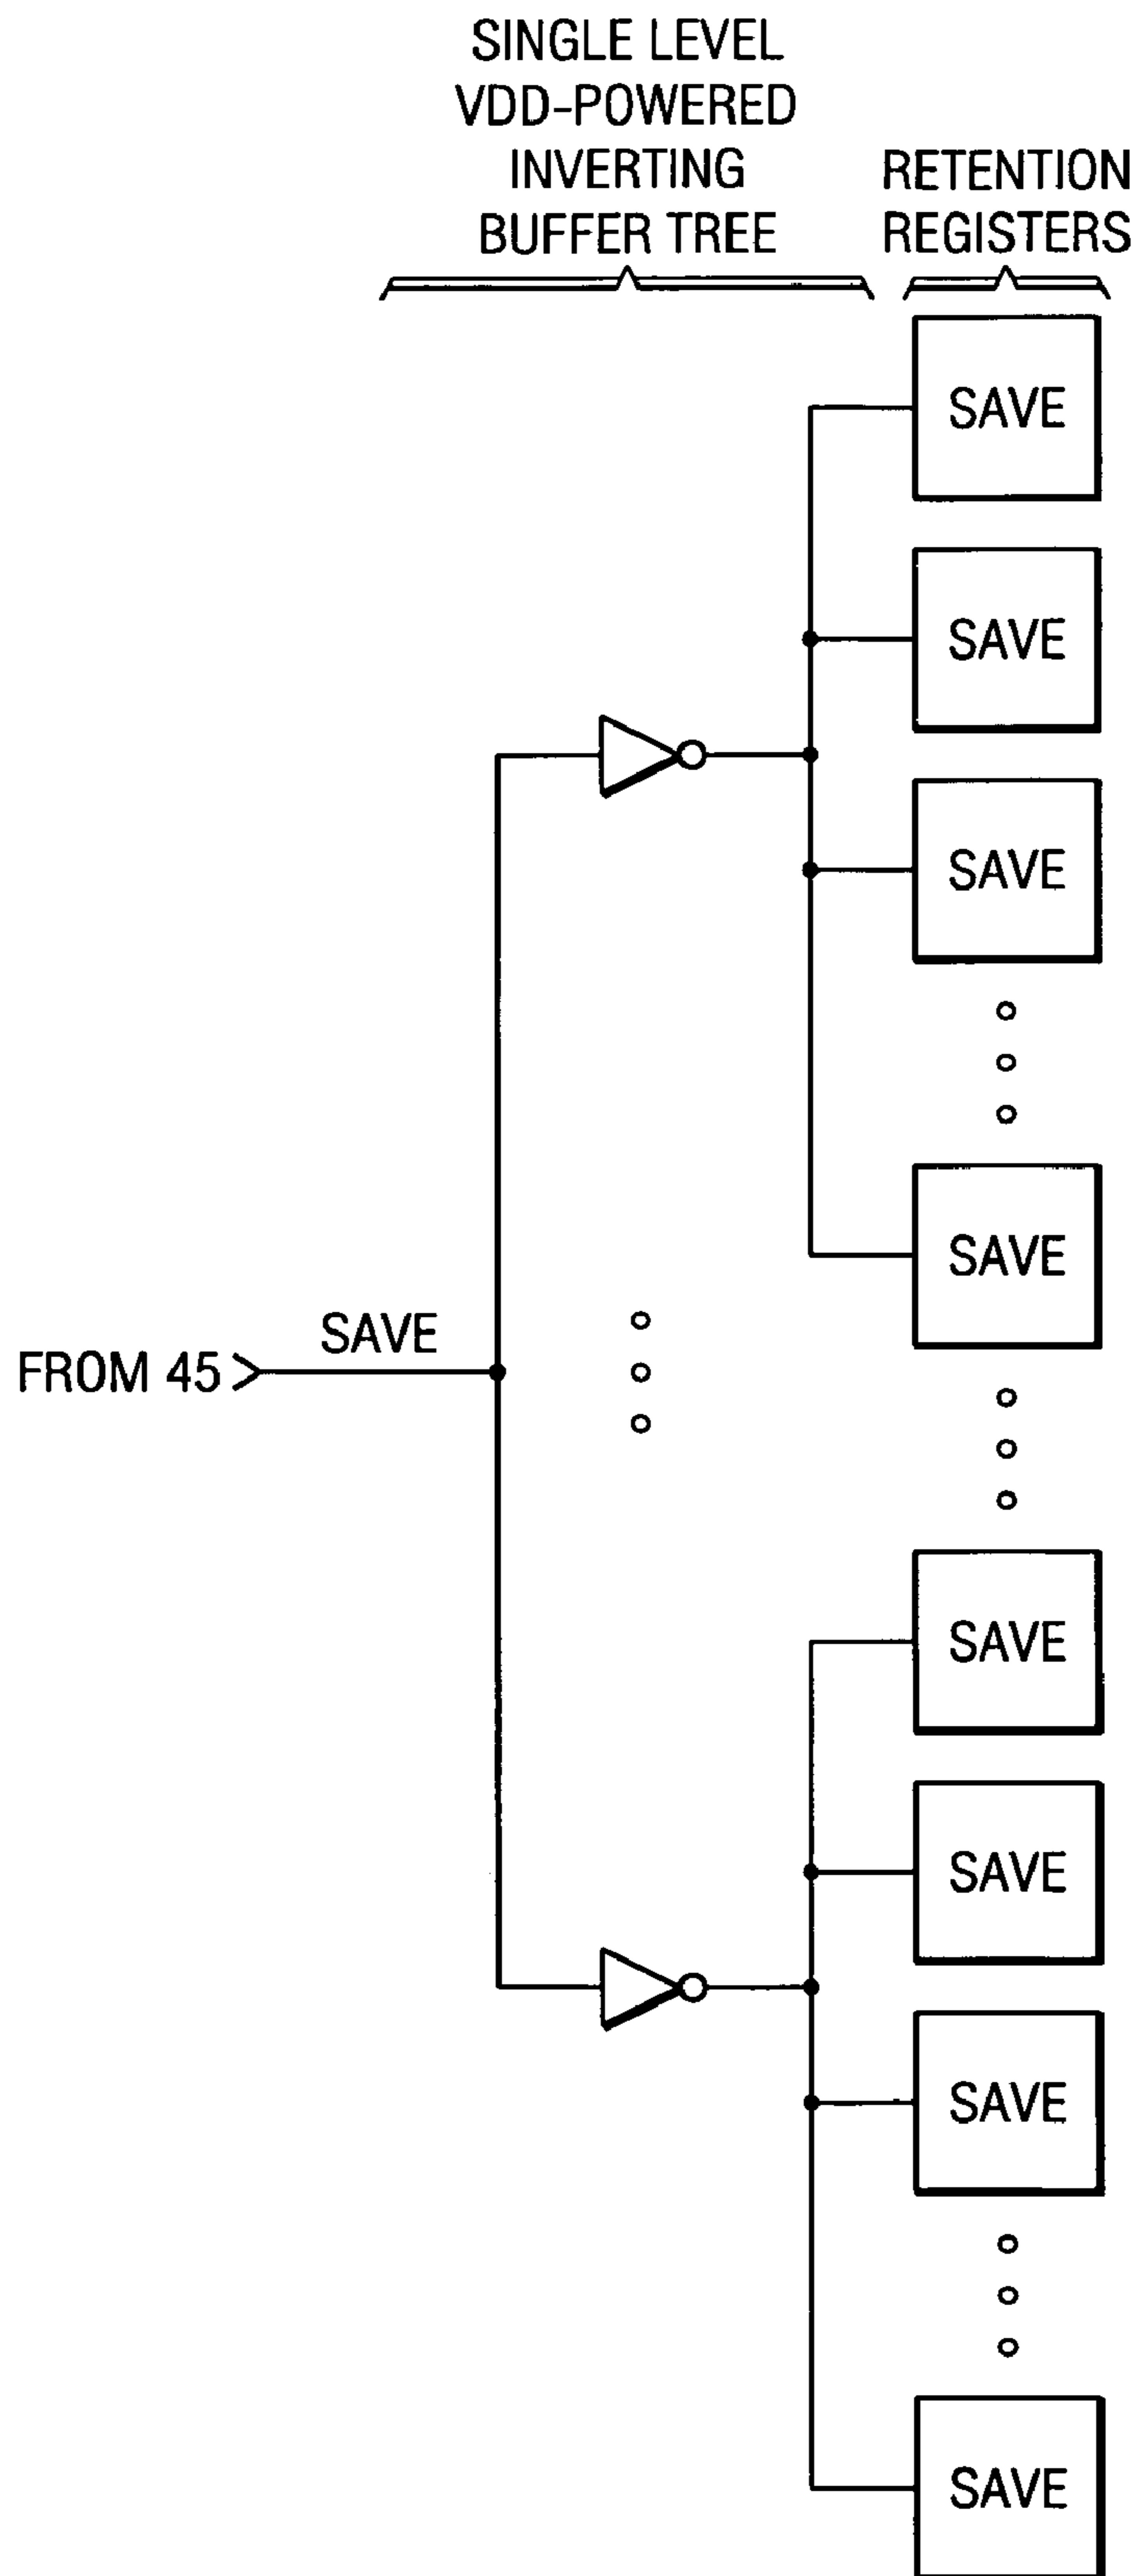 SINGLE LEVEL
VDD-POWERED
INVERTING
BUFFER TREE
RETENTION
REGISTERS
SAVE
SAVE
SAVE
SAVE
SAVE
FROM 45
SAVE
SAVE
SAVE
SAVE